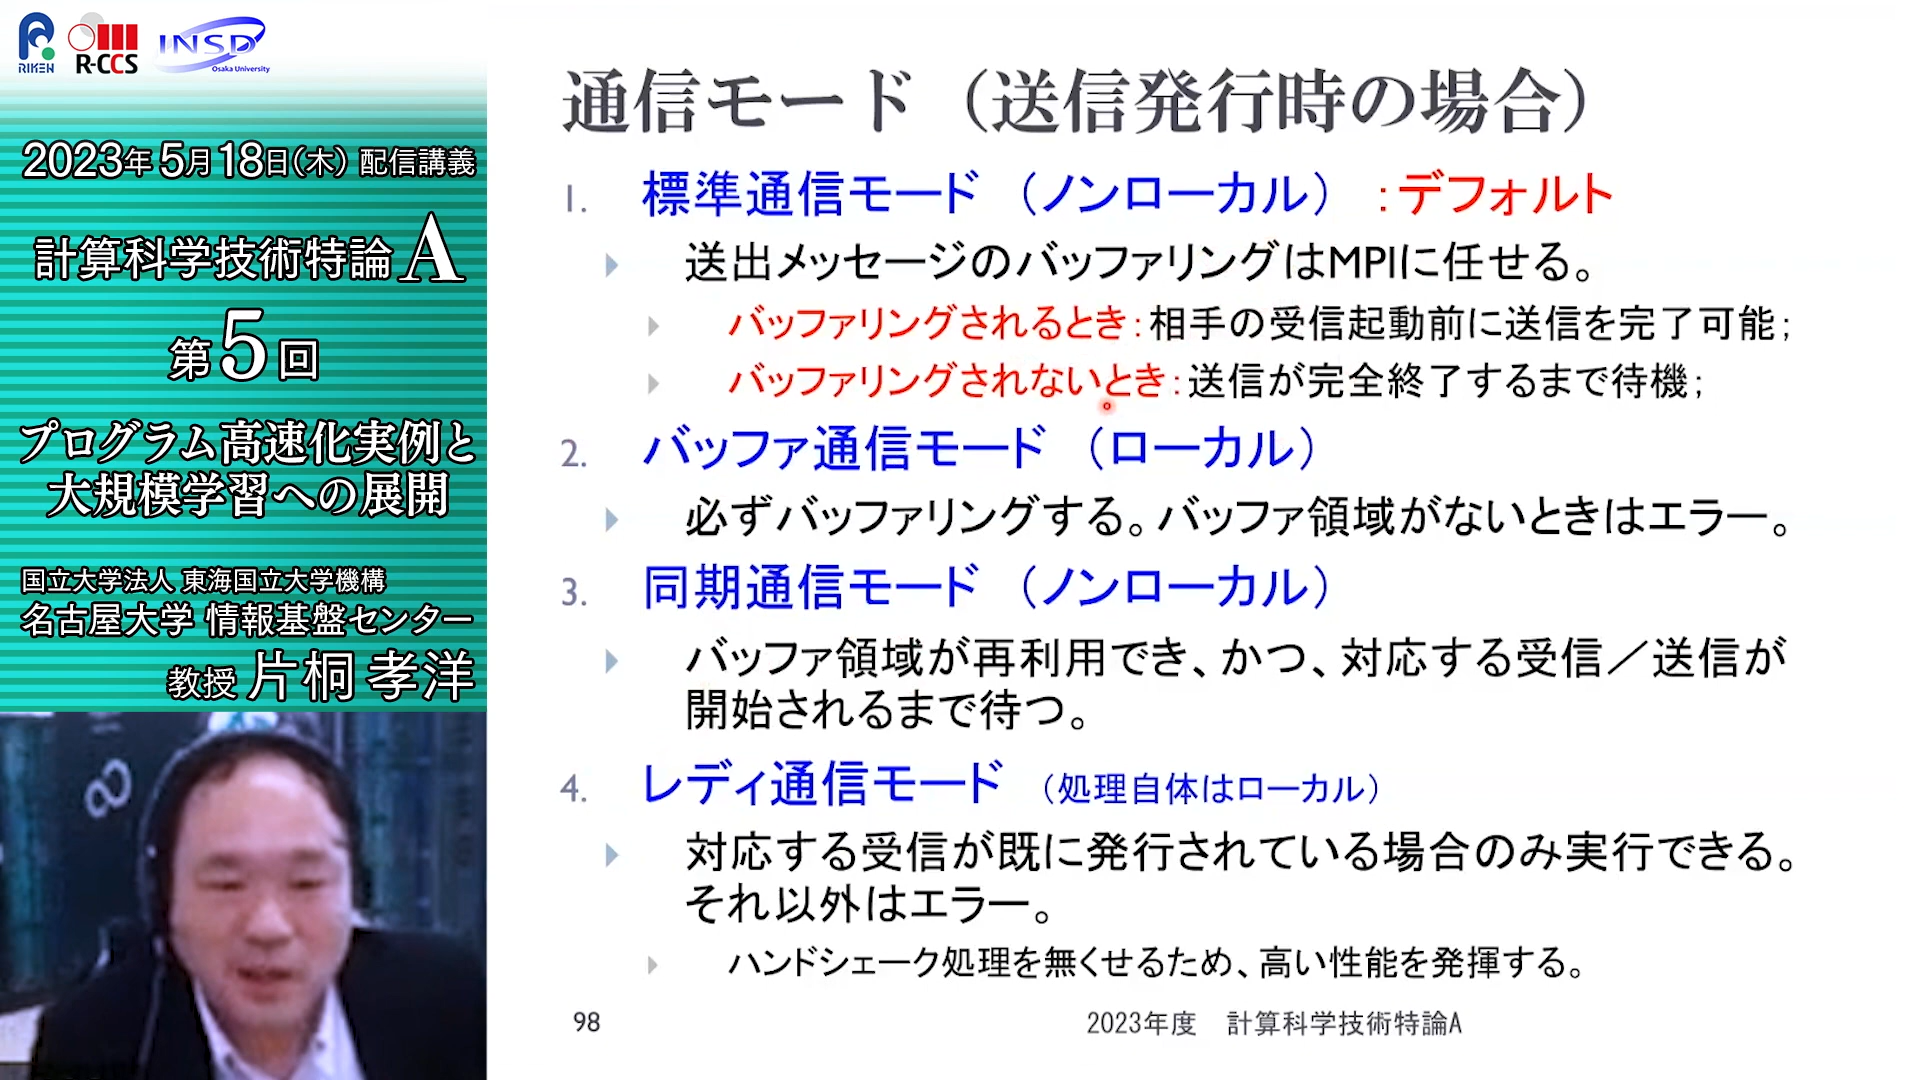 RIKEN
R-CCS
INSD
Osaka University
2023年5月18日(木) 配信講義
計算科学技術特論A
第5回
プログラム高速化実例と
大規模学習への展開
国立大学法人 東海国立大学機構
名古屋大学 情報基盤センター
教授 片桐 孝洋
通信モード（送信発行時の場合）
1. 標準通信モード （ノンローカル） ：デフォルト
送出メッセージのバッファリングはMPIに任せる。
バッファリングされるとき：相手の受信起動前に送信を完了可能；
バッファリングされないとき：送信が完全終了するまで待機；
2. バッファ通信モード （ローカル）
必ずバッファリングする。バッファ領域がないときはエラー。
3. 同期通信モード （ノンローカル）
バッファ領域が再利用でき、かつ、対応する受信／送信が
開始されるまで待つ。
4. レディ通信モード （処理自体はローカル）
対応する受信が既に発行されている場合のみ実行できる。
それ以外はエラー。
ハンドシェーク処理を無くせるため、高い性能を発揮する。
98
2023年度　計算科学技術特論A